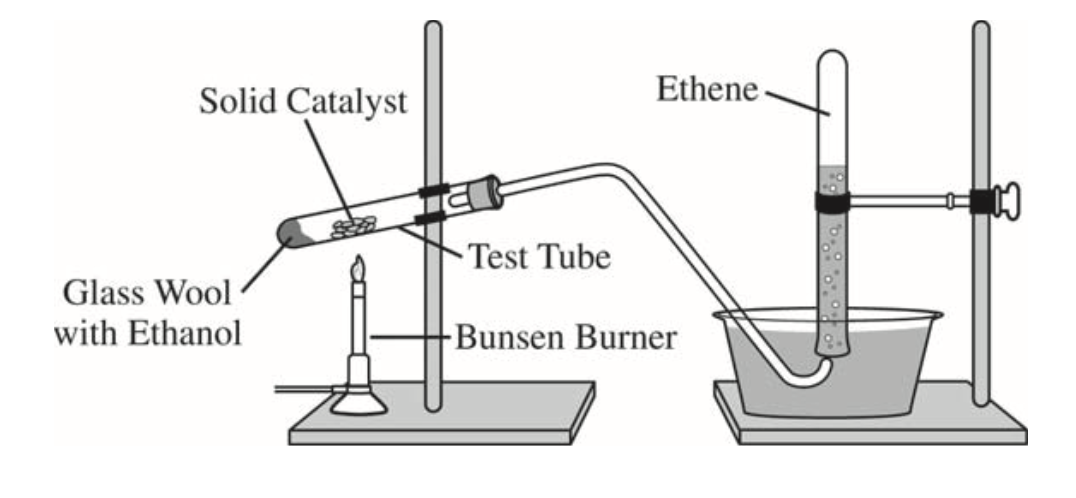 Solid Catalyst
Ethene
Test Tube
Glass Wool
with Ethanol
Bunsen Burner